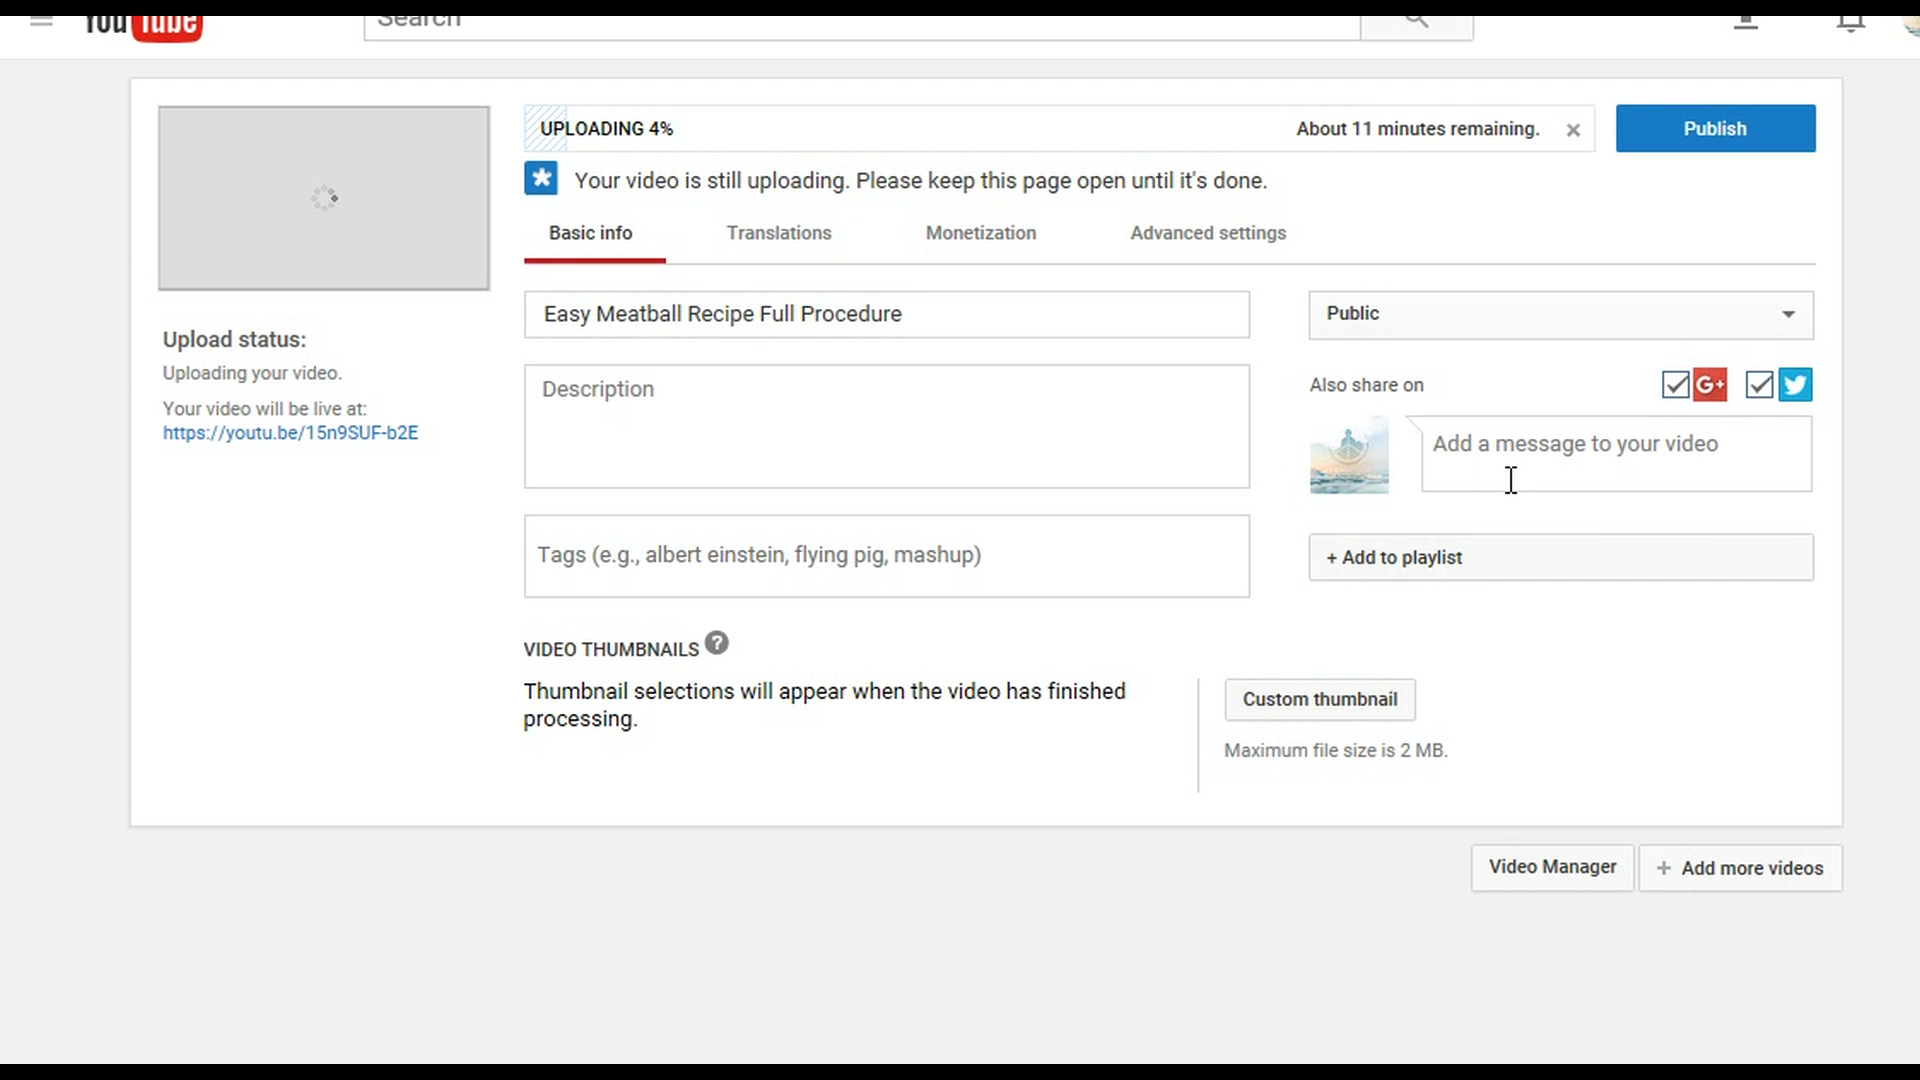 YouTube
Search
UPLOADING 4%
About 11 minutes remaining.
Publish
Your video is still uploading. Please keep this page open until it's done.
Basic info
Translations
Monetization
Advanced settings
Easy Meatball Recipe Full Procedure
Public
Upload status:
Uploading your video.
Your video will be live at:
https://youtu.be/15n9SUF-b2E
Description
Also share on
G+
Add a message to your video
Tags (e.g., albert einstein, flying pig, mashup)
+ Add to playlist
VIDEO THUMBNAILS ?
Thumbnail selections will appear when the video has finished
processing.
Custom thumbnail
Maximum file size is 2 MB.
Video Manager
+ Add more videos